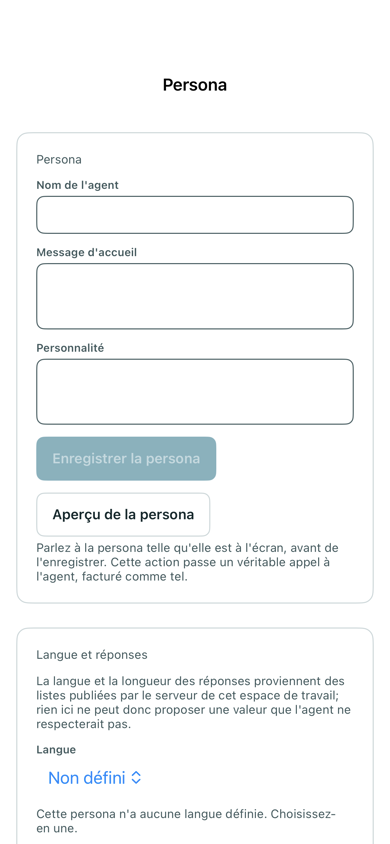 Persona
Persona
Nom de l'agent
Message d'accueil
Personnalité
Enregistrer la persona
Aperçu de la persona
Parlez à la persona telle qu'elle est à l'écran, avant de
l'enregistrer. Cette action passe un véritable appel à
l'agent, facturé comme tel.
Langue et réponses
La langue et la longueur des réponses proviennent des
listes publiées par le serveur de cet espace de travail;
rien ici ne peut donc proposer une valeur que l'agent ne
respecterait pas.
Langue
Non défini
Cette persona n'a aucune langue définie. Choisissez-
en une.